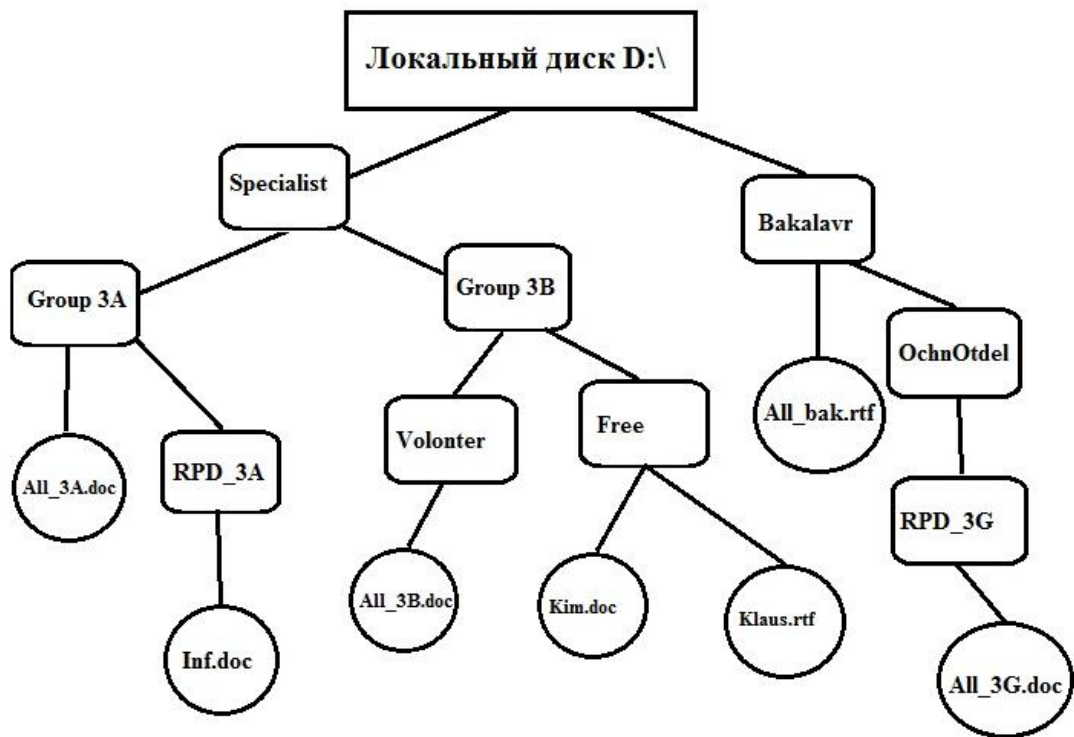 Локальный диск D:\
Specialist
Bakalavr
Group 3A
Group 3B
OchnOtdel
All_bak.rtf
Volonter
Free
All_3A.doc
RPD_3A
RPD_3G
All_3B.doc
Kim.doc
Klaus.rtf
Inf.doc
All_3G.doc